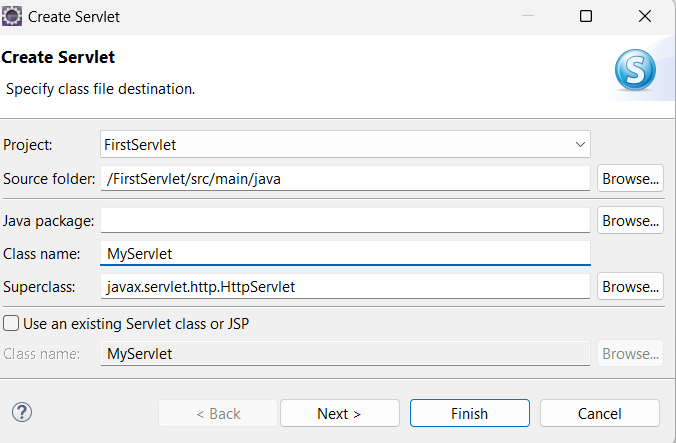 Create Servlet
Create Servlet
Specify class file destination.
S
Project: FirstServlet
Source folder: /FirstServlet/src/main/java Browse...
Java package: Browse...
Class name: MyServlet
Superclass: javax.servlet.http.HttpServlet Browse...
Use an existing Servlet class or JSP
Class name: MyServlet Browse...
? < Back Next > Finish Cancel